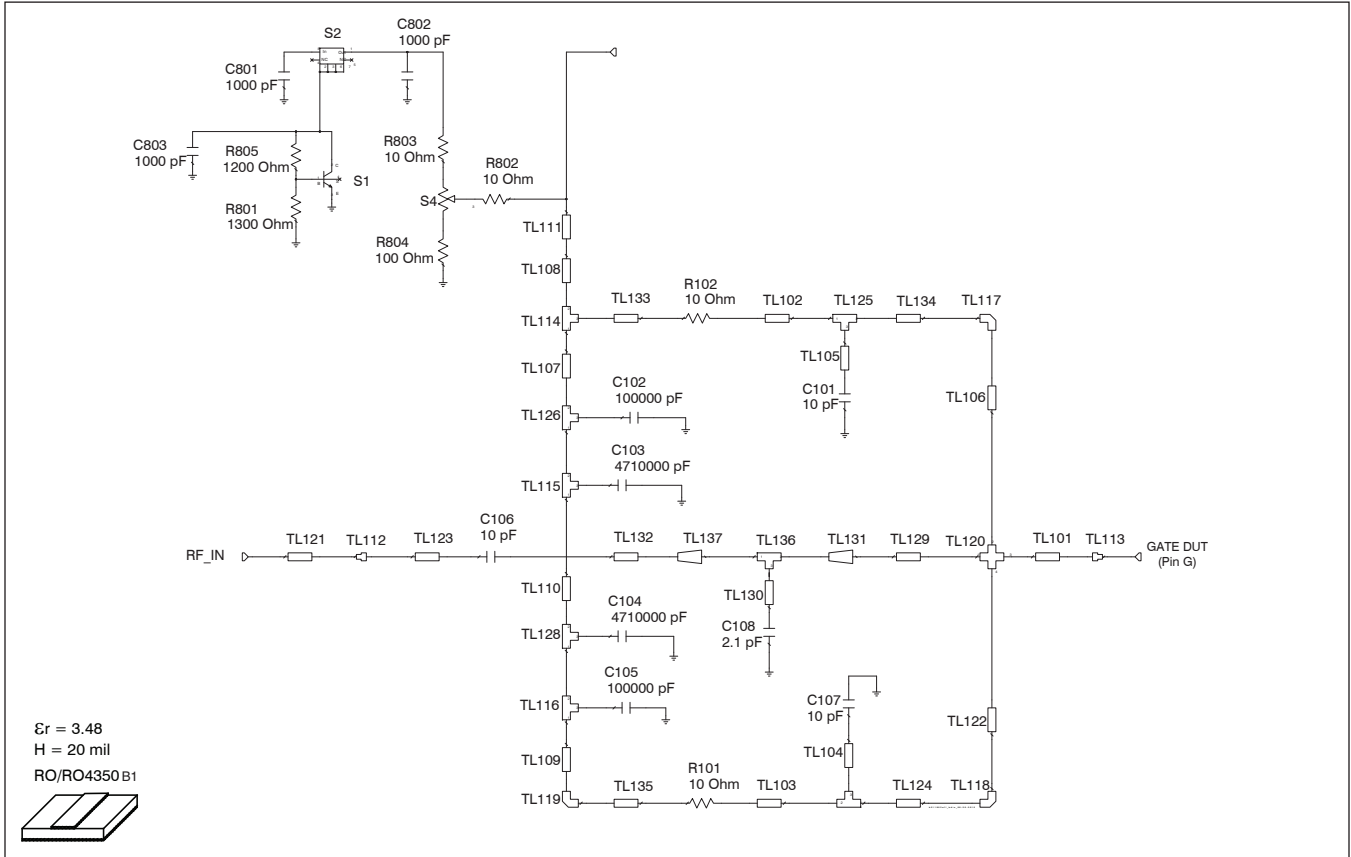 C802
1000 pF
S2
C801
1000 pF
C803
1000 pF
R805
1200 Ohm
S1
R801
1300 Ohm
R803
10 Ohm
R802
10 Ohm
S4
R804
100 Ohm
TL111
TL108
TL133
R102
10 Ohm
TL102
TL125
TL134
TL117
TL114
TL105
TL107
C101
10 pF
TL106
C102
100000 pF
TL126
C103
4710000 pF
TL115
RF_IN
TL121
TL112
TL123
C106
10 pF
TL132
TL137
TL136
TL131
TL129
TL120
TL101
TL113
GATE DUT
(Pin G)
TL110
TL130
C104
4710000 pF
TL128
C108
2.1 pF
C105
100000 pF
TL116
C107
10 pF
TL122
TL109
TL104
TL119
TL135
R101
10 Ohm
TL103
TL124
TL118
Ɛr = 3.48
H = 20 mil
RO/RO4350 B1